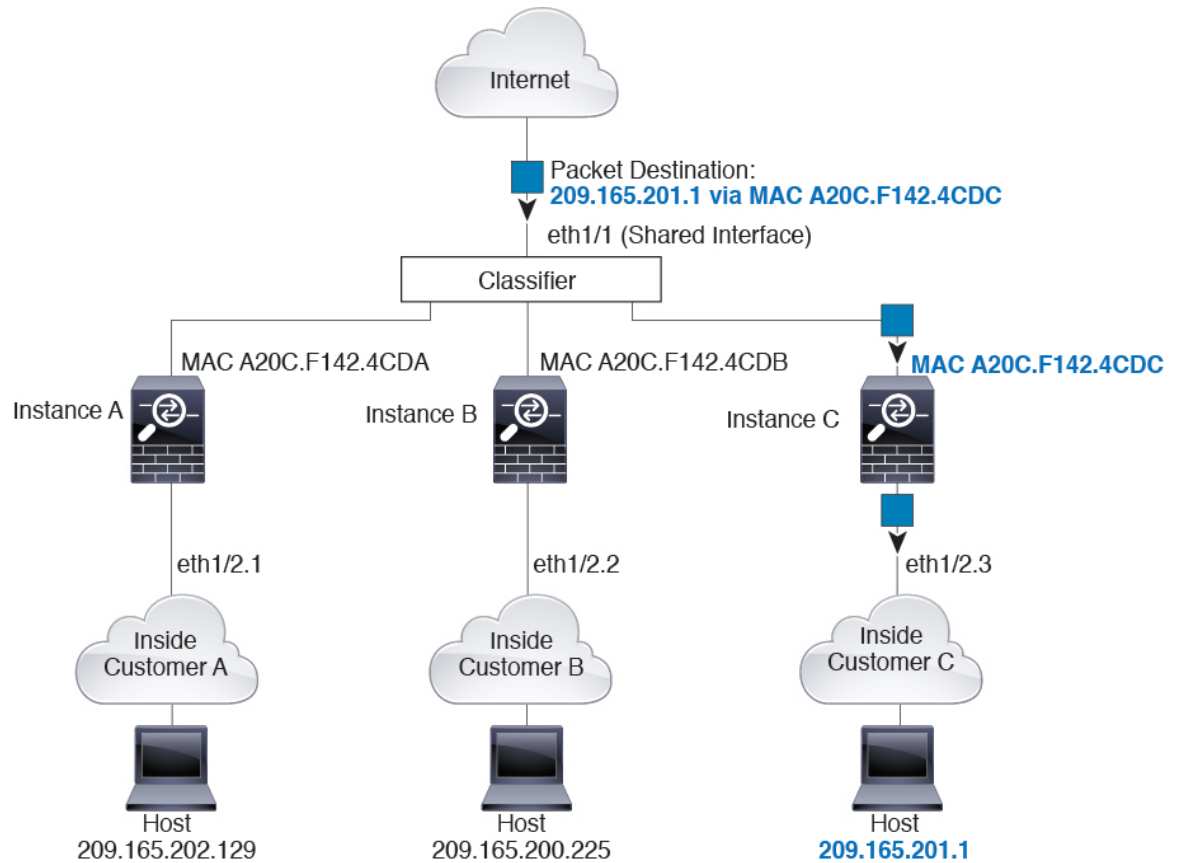 Internet
Packet Destination:
209.165.201.1 via MAC A20C.F142.4CDC
eth1/1 (Shared Interface)
Classifier
MAC A20C.F142.4CDA
MAC A20C.F142.4CDB
MAC A20C.F142.4CDC
Instance A
Instance B
Instance C
eth1/2.1
eth1/2.2
eth1/2.3
Inside
Customer A
Inside
Customer B
Inside
Customer C
Host
209.165.202.129
Host
209.165.200.225
Host
209.165.201.1